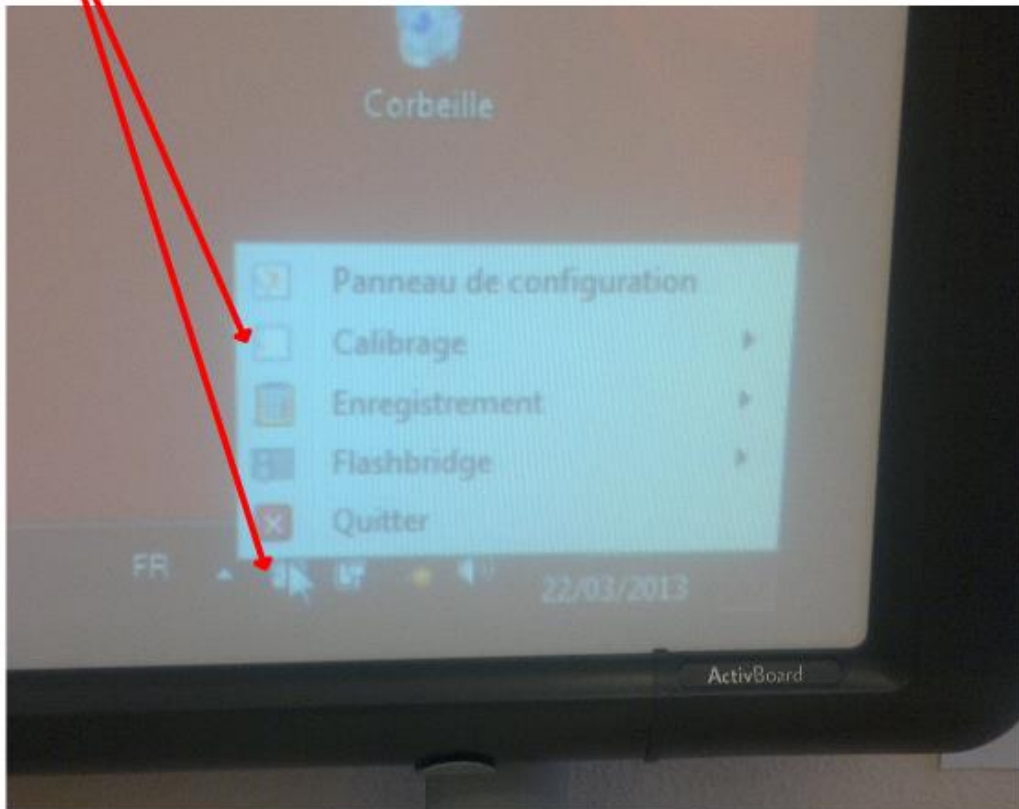 Corbeille
Panneau de configuration
Calibrage
Enregistrement
Flashbridge
Quitter
FR
22/03/2013
ActivBoard